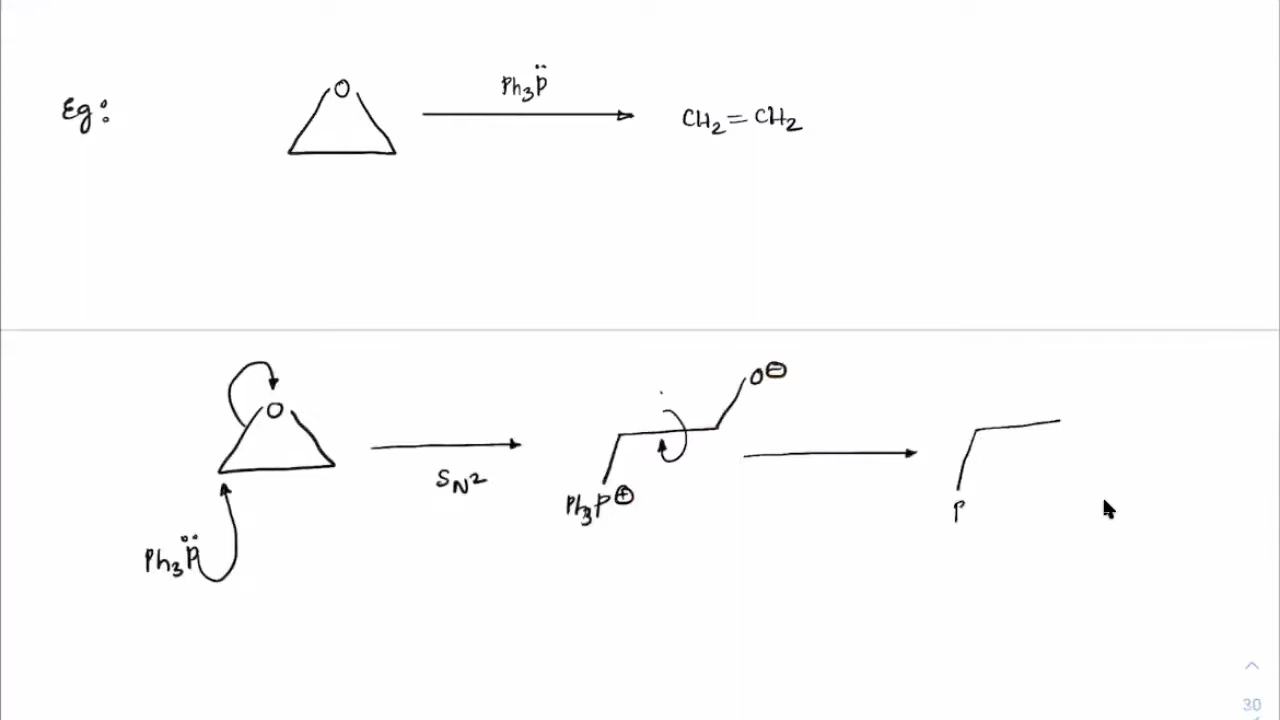 Eg:
O
Ph₃P̈
CH₂=CH₂
O
SN²
Ph₃P̈
O⊖
Ph₃P⊕
P
30